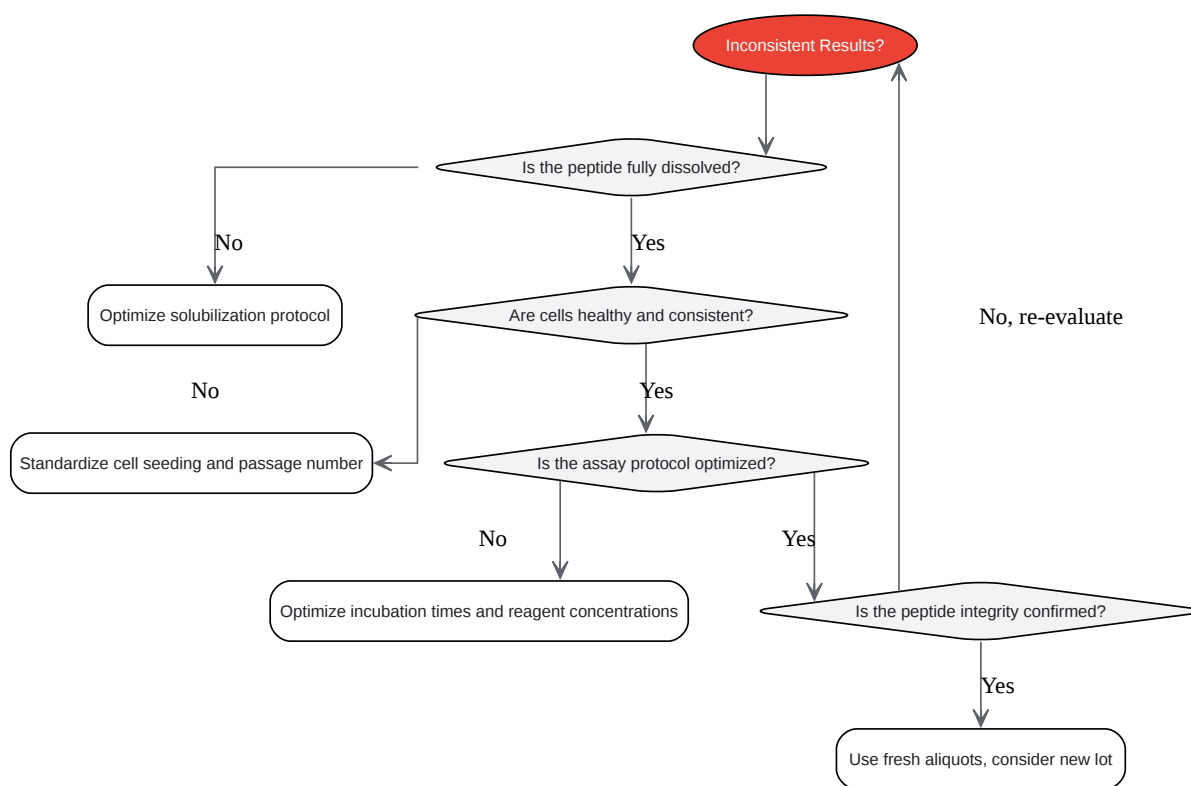 Inconsistent Results?
Is the peptide fully dissolved?
No
Yes
Optimize solubilization protocol
Are cells healthy and consistent?
No, re-evaluate
No
Yes
Standardize cell seeding and passage number
Is the assay protocol optimized?
No
Yes
Optimize incubation times and reagent concentrations
Is the peptide integrity confirmed?
Yes
Use fresh aliquots, consider new lot